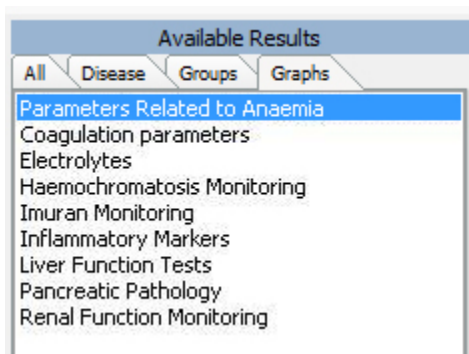 Available Results
All Disease Groups Graphs
Parameters Related to Anaemia
Coagulation parameters
Electrolytes
Haemochromatosis Monitoring
Imuran Monitoring
Inflammatory Markers
Liver Function Tests
Pancreatic Pathology
Renal Function Monitoring